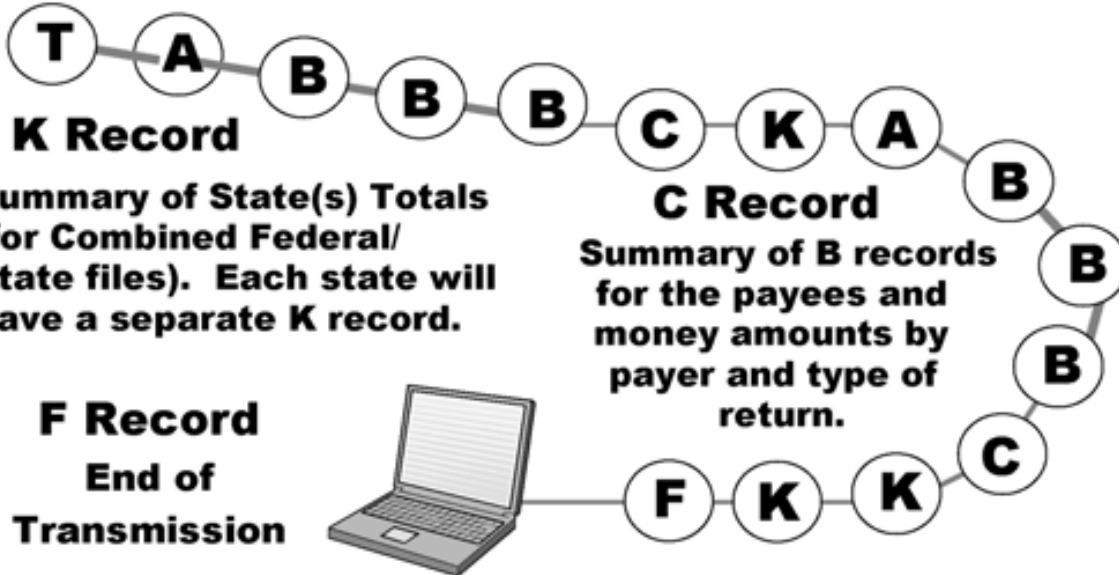 T A B B B C K A B
B
B
C
F K K
K Record
ummary of State(s) Totals
or Combined Federal/
tate files). Each state will
ave a separate K record.
C Record
Summary of B records
for the payees and
money amounts by
payer and type of
return.
F Record
End of
Transmission